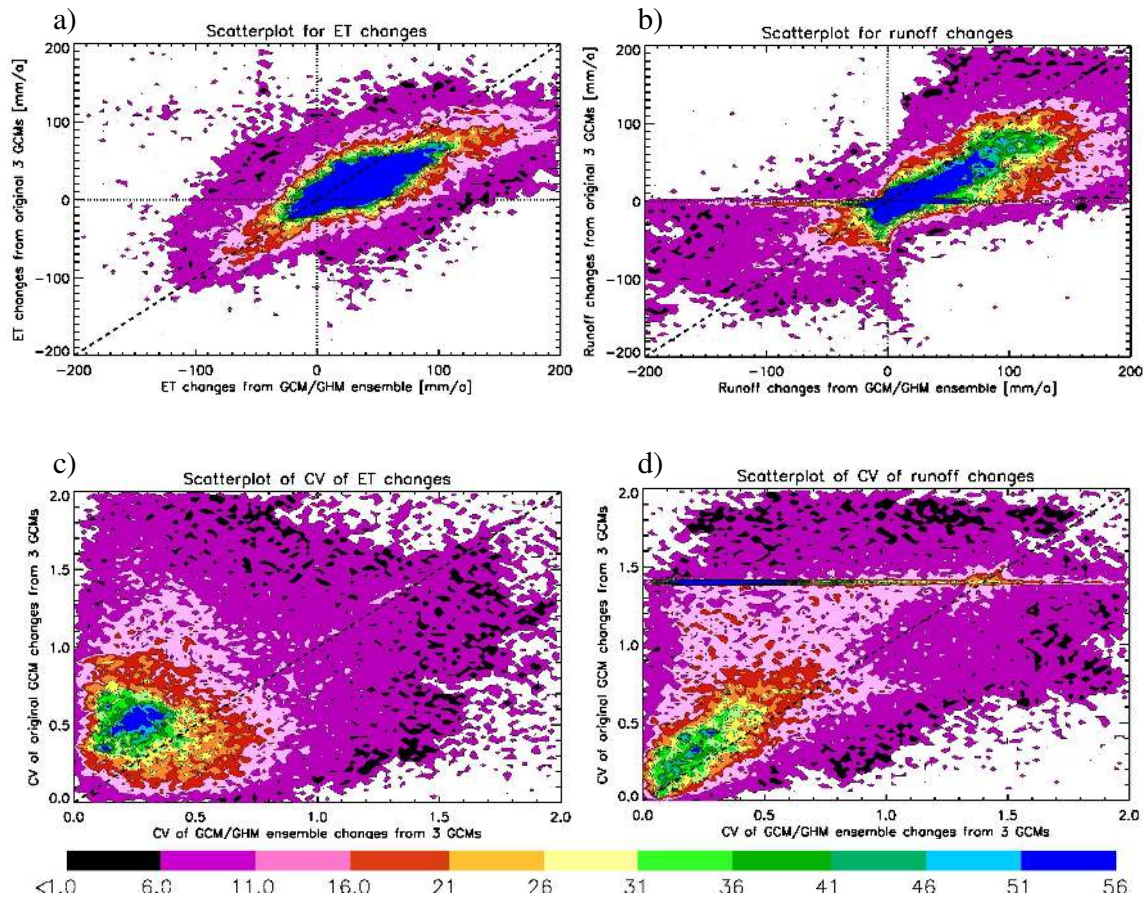 a)
b)
Scatterplot for ET changes
Scatterplot for runoff changes
ET changes from original 3 GCMs [mm/a]
200
100
0
-100
-200
-200 -100 0 100 200
ET changes from GCM/GHM ensemble [mm/a]
Runoff changes from original 3 GCMs [mm/a]
200
100
0
-100
-200
-200 -100 0 100 200
Runoff changes from GCM/GHM ensemble [mm/a]
c)
d)
Scatterplot of CV of ET changes
Scatterplot of CV of runoff changes
CV of original GCM changes from 3 GCMs
2.0
1.5
1.0
0.5
0.0
0.0 0.5 1.0 1.5 2.0
CV of GCM/GHM ensemble changes from 3 GCMs
CV of original GCM changes from 3 GCMs
2.0
1.5
1.0
0.5
0.0
0.0 0.5 1.0 1.5 2.0
CV of GCM/GHM ensemble changes from 3 GCMs
<1.0 6.0 11.0 16.0 21 26 31 36 41 46 51 56